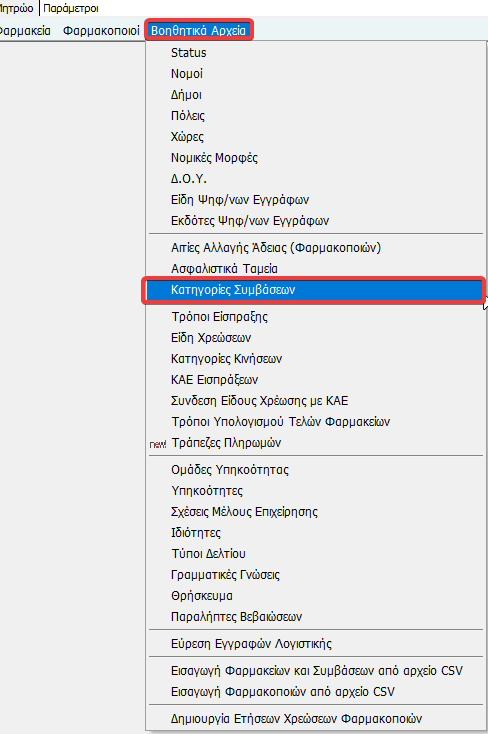 Μητρώο Παράμετροι
Φαρμακεία Φαρμακοποιοί Βοηθητικά Αρχεία
Status
Νομοί
Δήμοι
Πόλεις
Χώρες
Νομικές Μορφές
Δ.Ο.Υ.
Είδη Ψηφ/νων Εγγράφων
Εκδότες Ψηφ/νων Εγγράφων
Αιτίες Αλλαγής Άδειας (Φαρμακοποιών)
Ασφαλιστικά Ταμεία
Κατηγορίες Συμβάσεων
Τρόποι Είσπραξης
Είδη Χρεώσεων
Κατηγορίες Κινήσεων
ΚΑΕ Εισπράξεων
Συνδεση Είδους Χρέωσης με ΚΑΕ
Τρόποι Υπολογισμού Τελών Φαρμακείων
new! Τράπεζες Πληρωμών
Ομάδες Υπηκοότητας
Υπηκοότητες
Σχέσεις Μέλους Επιχείρησης
Ιδιότητες
Τύποι Δελτίου
Γραμματικές Γνώσεις
Θρήσκευμα
Παραλήπτες Βεβαιώσεων
Εύρεση Εγγραφών Λογιστικής
Εισαγωγή Φαρμακείων και Συμβάσεων από αρχείο CSV
Εισαγωγή Φαρμακοποιών από αρχείο CSV
Δημιουργία Ετήσεων Χρεώσεων Φαρμακοποιών